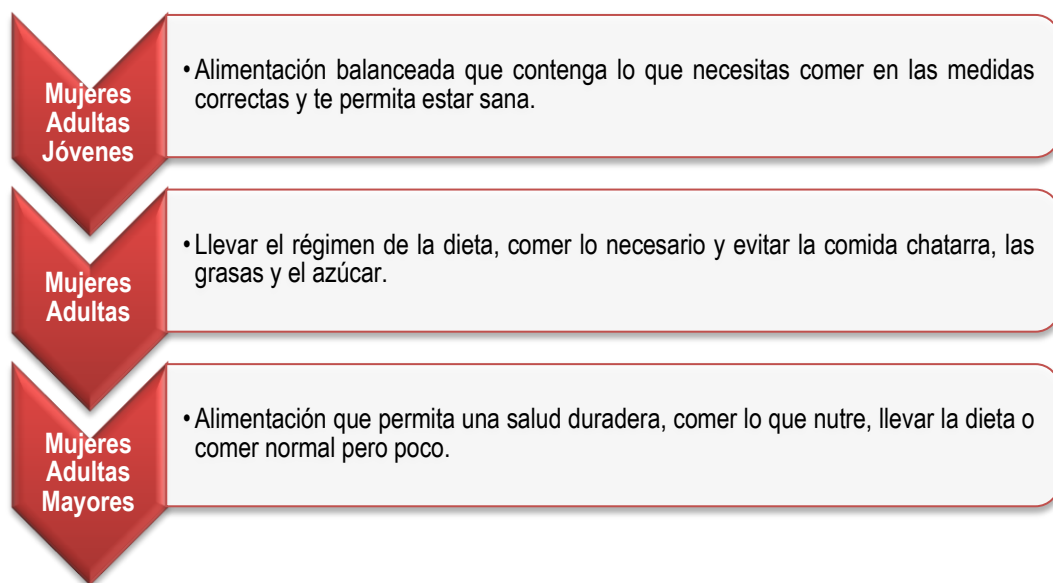 Mujeres
Adultas
Jóvenes
•Alimentación balanceada que contenga lo que necesitas comer en las medidas
correctas y te permita estar sana.
Mujeres
Adultas
•Llevar el régimen de la dieta, comer lo necesario y evitar la comida chatarra, las
grasas y el azúcar.
Mujeres
Adultas
Mayores
•Alimentación que permita una salud duradera, comer lo que nutre, llevar la dieta o
comer normal pero poco.